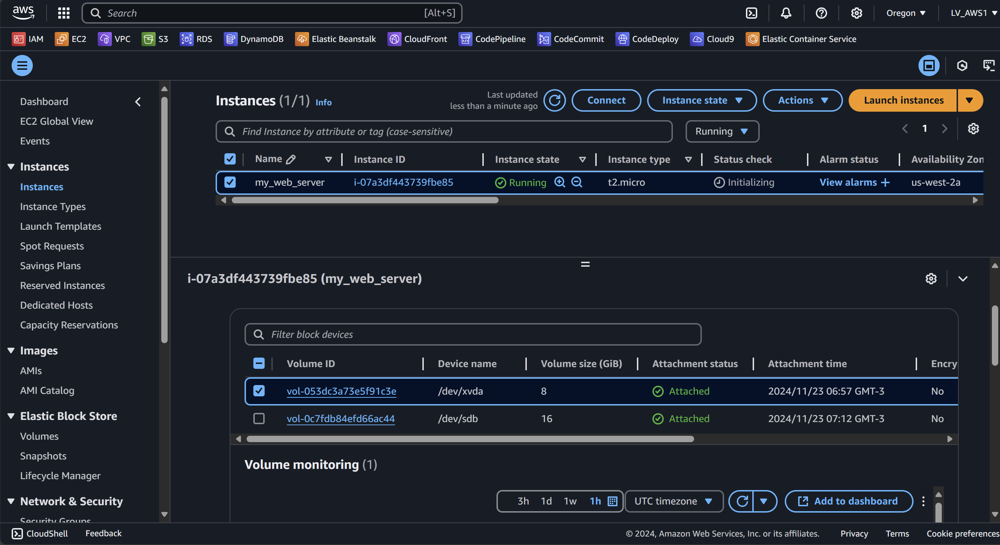 aws
Search [Alt+S]
Oregon
LV_AWS1
IAM EC2 VPC S3 RDS DynamoDB Elastic Beanstalk CloudFront CodePipeline CodeCommit CodeDeploy Cloud9 Elastic Container Service
Dashboard
EC2 Global View
Events
Instances
Instances
Instance Types
Launch Templates
Spot Requests
Savings Plans
Reserved Instances
Dedicated Hosts
Capacity Reservations
Images
AMIs
AMI Catalog
Elastic Block Store
Volumes
Snapshots
Lifecycle Manager
Network & Security
Security Groups
Instances (1/1) Info
Last updated
less than a minute ago
Connect
Instance state
Actions
Launch instances
Find Instance by attribute or tag (case-sensitive)
Running
1
Name Instance ID Instance state Instance type Status check Alarm status Availability Zon
my_web_server i-07a3df443739fbe85 Running t2.micro Initializing View alarms + us-west-2a
i-07a3df443739fbe85 (my_web_server)
Filter block devices
Volume ID Device name Volume size (GiB) Attachment status Attachment time Encry
vol-053dc3a73e5f91c3e /dev/xvda 8 Attached 2024/11/23 06:57 GMT-3 No
vol-0c7fdb84efd66ac44 /dev/sdb 16 Attached 2024/11/23 07:12 GMT-3 No
Volume monitoring (1)
3h 1d 1w 1h UTC timezone Add to dashboard
CloudShell Feedback © 2024, Amazon Web Services, Inc. or its affiliates. Privacy Terms Cookie preferences